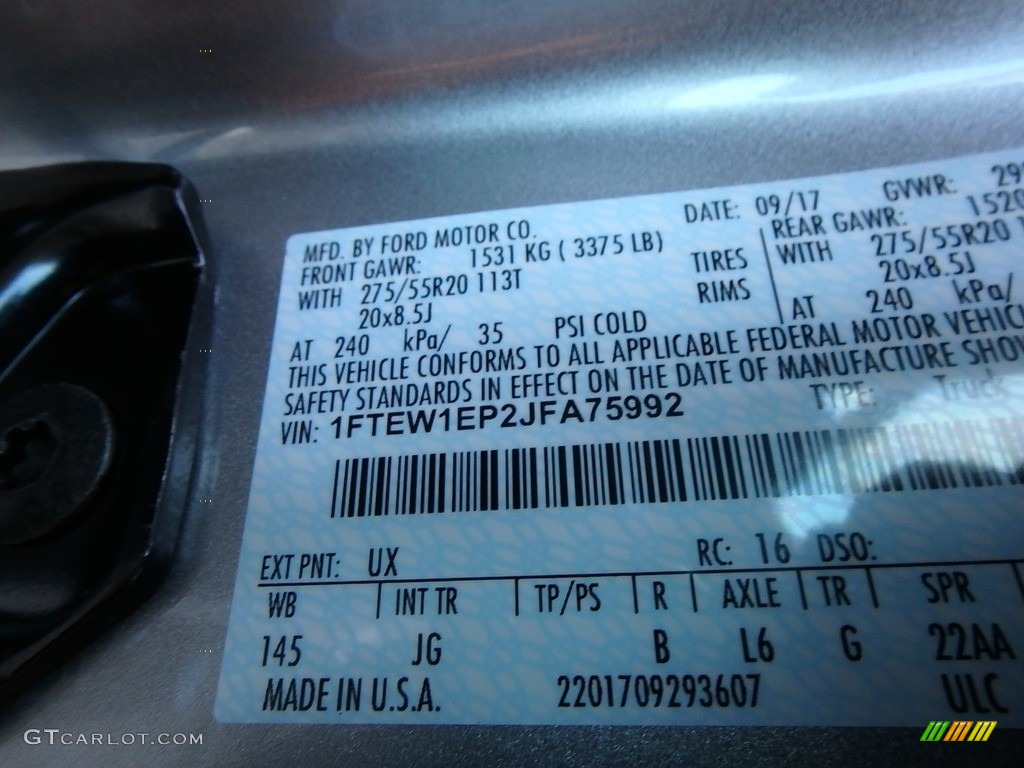 MFD. BY FORD MOTOR CO.
DATE: 09/17
GVWR:
FRONT GAWR: 1531 KG ( 3375 LB)
REAR GAWR:
WITH 275/55R20 113T
TIRES
WITH 275/55R20
20x8.5J
RIMS
20x8.5J
AT 240 kPa/ 35 PSI COLD
AT 240 kPa/
THIS VEHICLE CONFORMS TO ALL APPLICABLE FEDERAL MOTOR
SAFETY STANDARDS IN EFFECT ON THE DATE OF MANUFACTURE
VIN: 1FTEW1EP2JFA75992
TYPE: Truck
EXT PNT: UX
RC: 16 DSO:
WB INT TR TP/PS R AXLE TR SPR
145 JG B L6 G 22AA
MADE IN U.S.A. 2201709293607 ULC
GTCARLOT.COM